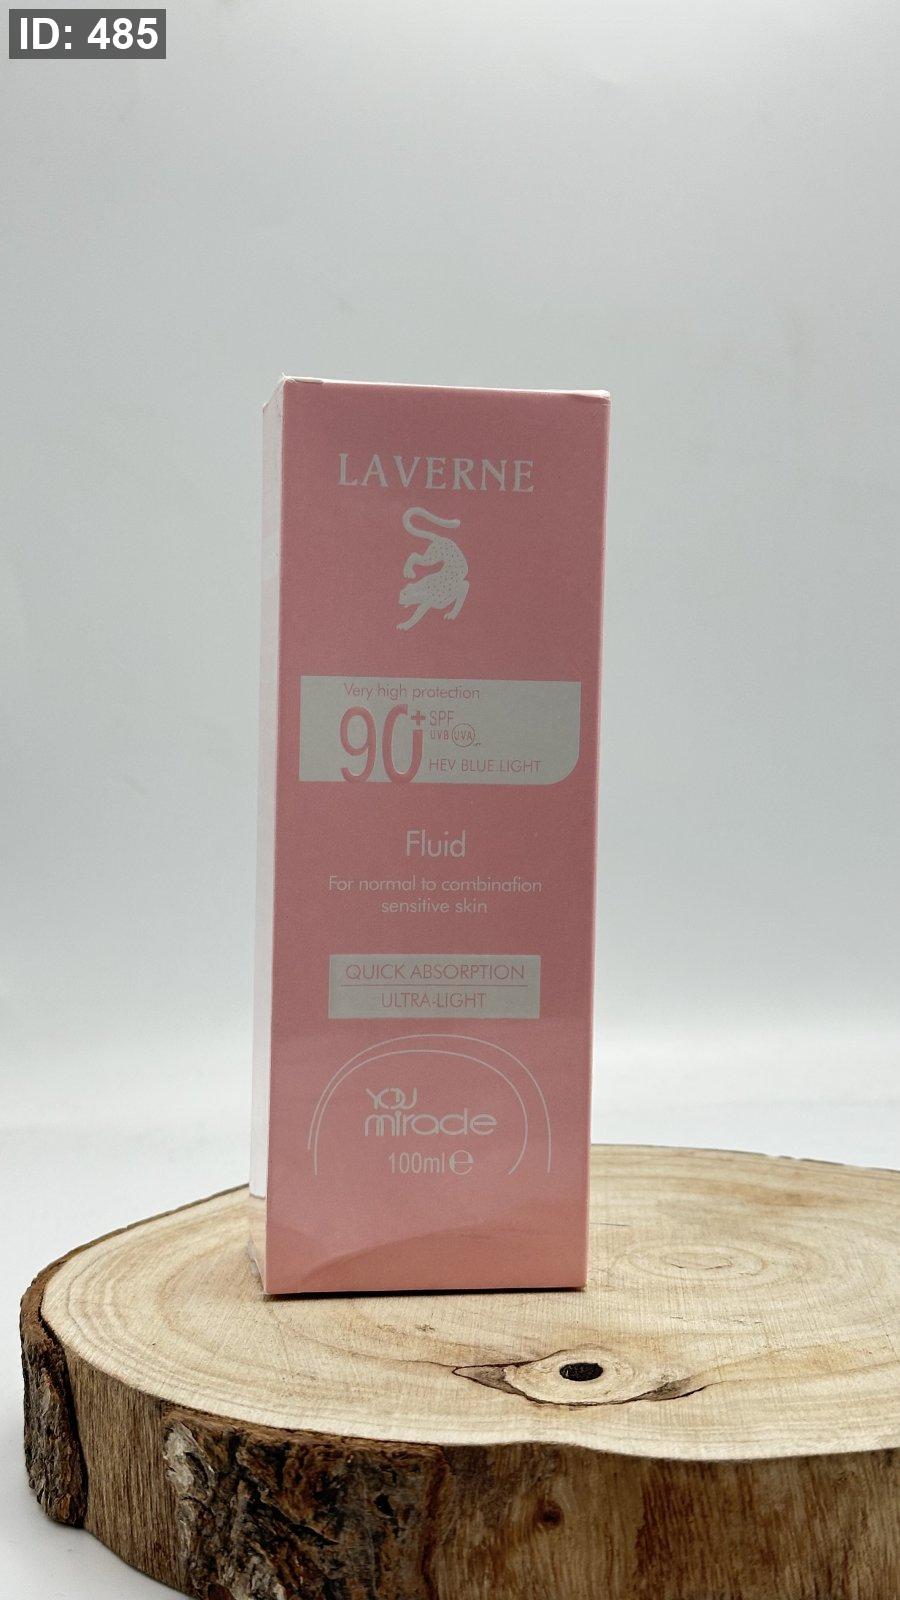 ID: 485
LAVERNE
Very high protection
90+ SPF
UVB UVA
HEV BLUE LIGHT
Fluid
For normal to combination
sensitive skin
QUICK ABSORPTION
ULTRA-LIGHT
YOU
miracle
100ml ℮